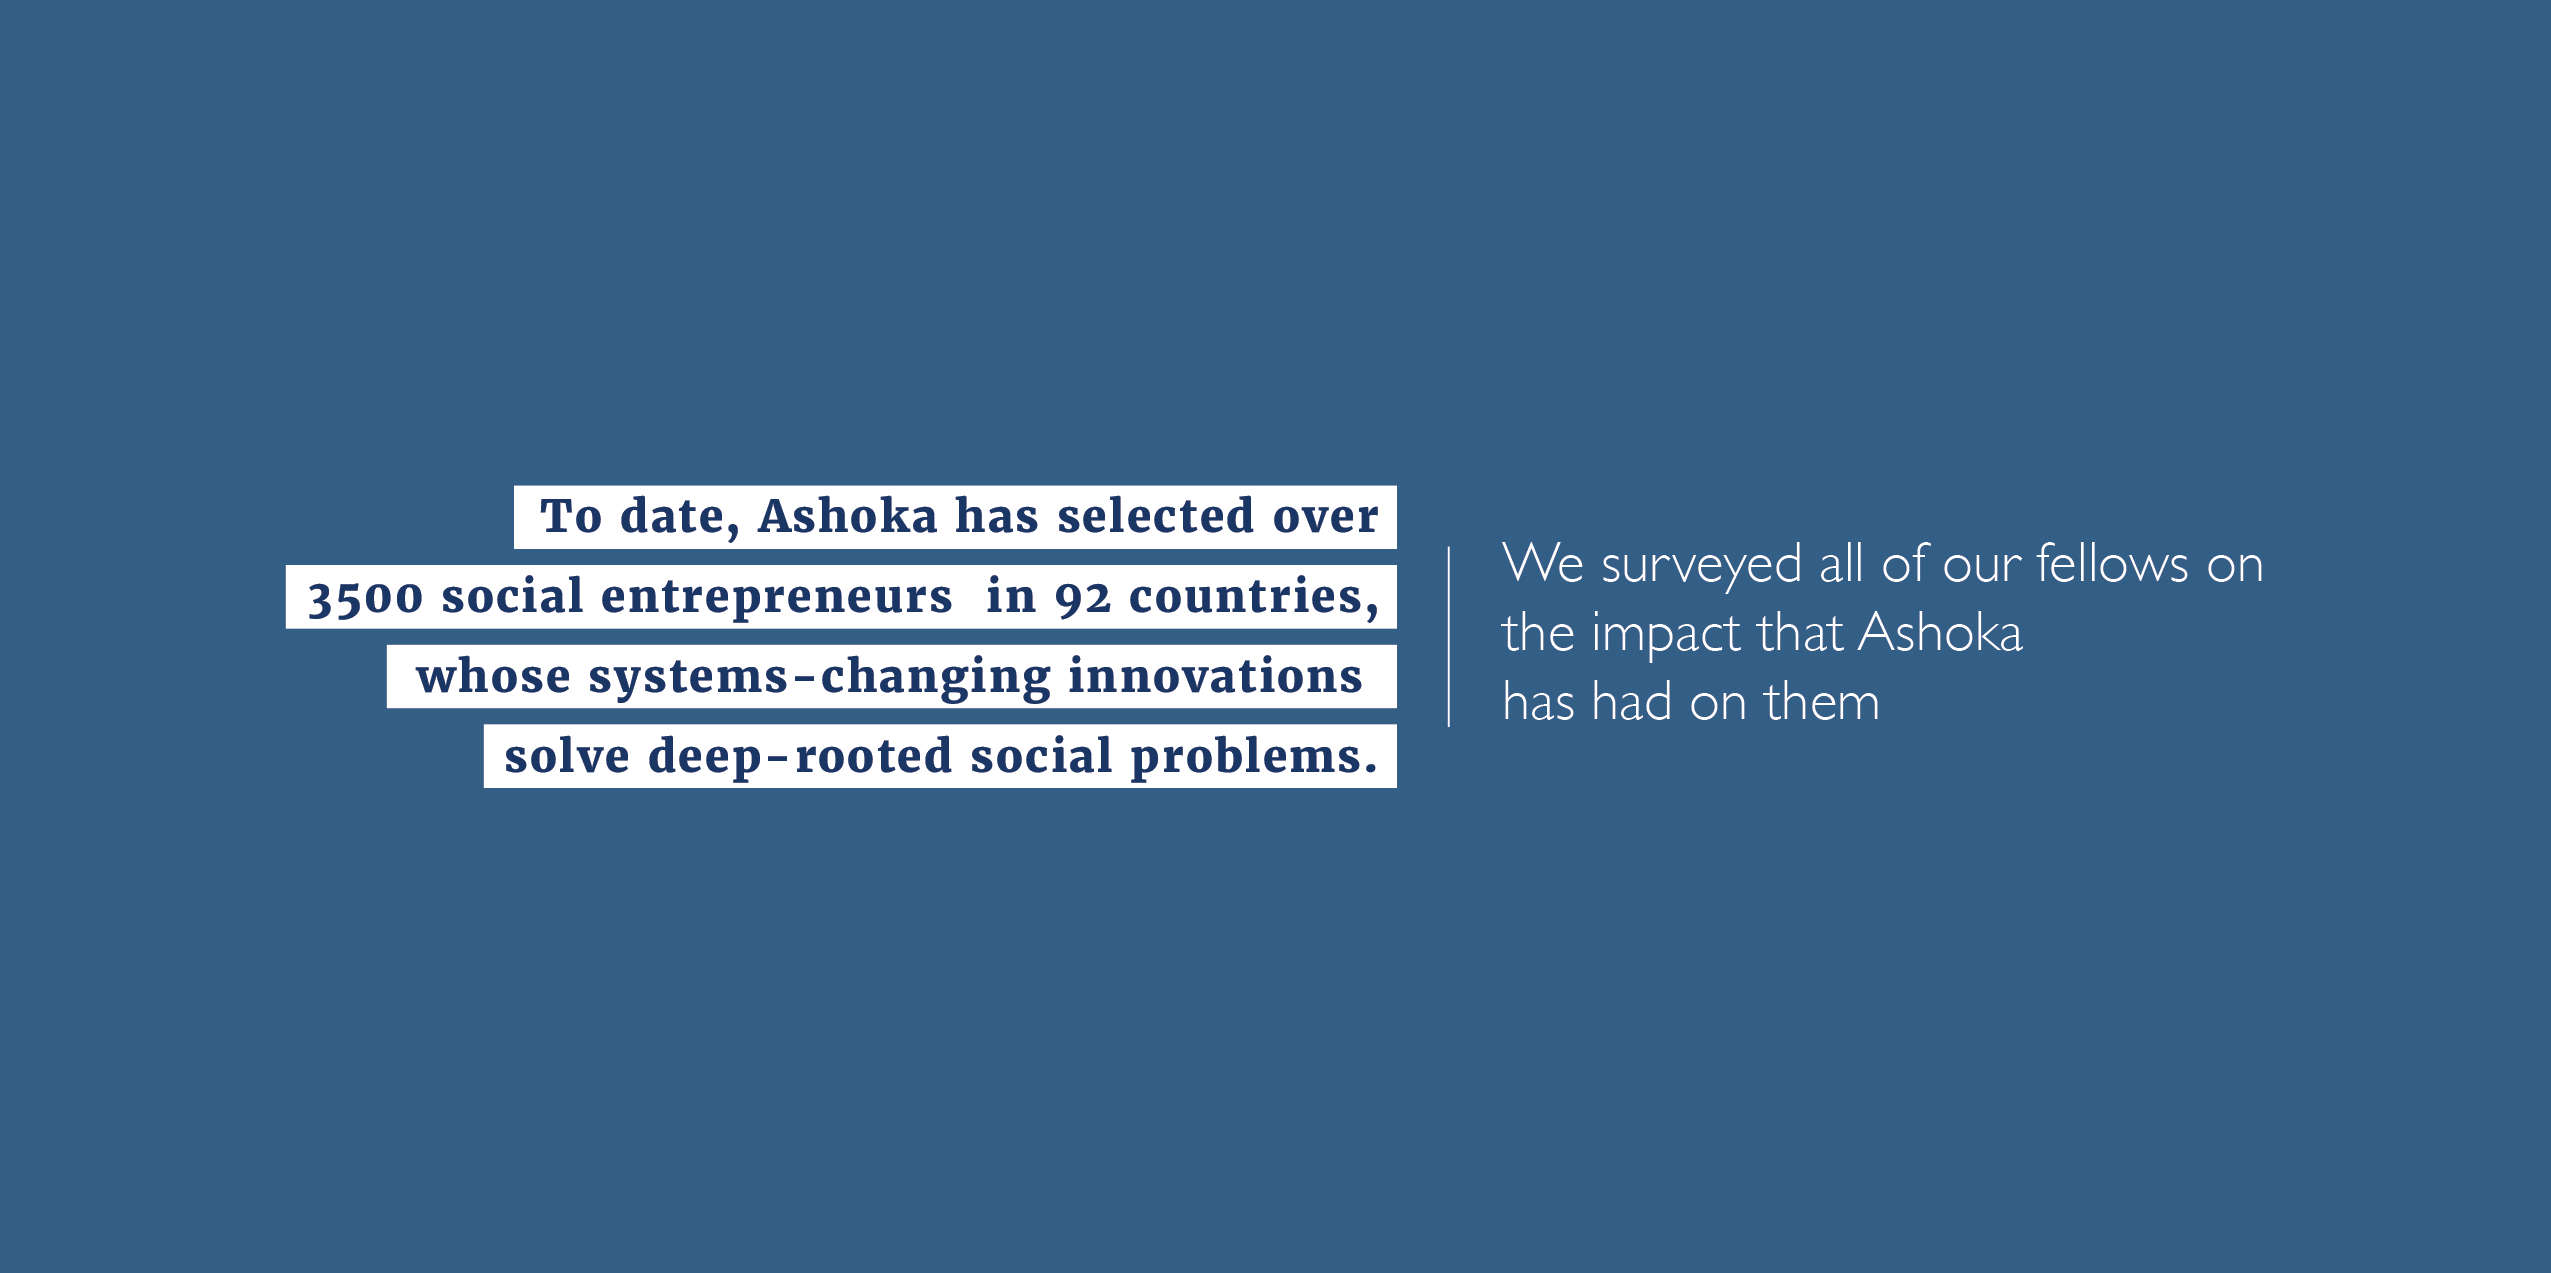 To date, Ashoka has selected over
3500 social entrepreneurs  in 92 countries,
whose systems-changing innovations
solve deep-rooted social problems.
We surveyed all of our fellows on
the impact that Ashoka
has had on them